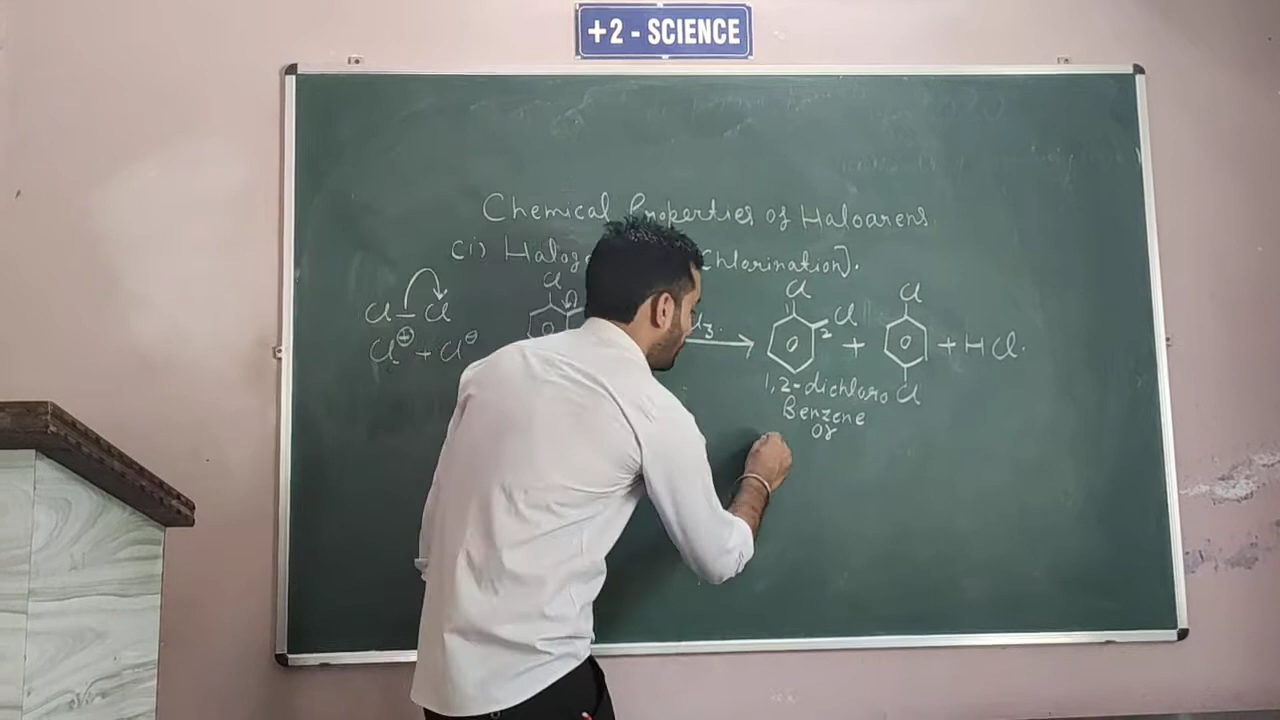 +2 - SCIENCE
Chemical Properties of Haloarens.
(i) Halog Chlorination].
Cl Cl Cl
Cl — Cl Cl
2 + + HCl.
Cl⊕ + Cl⊖
1,2-dichloro Cl
Benzene
Or